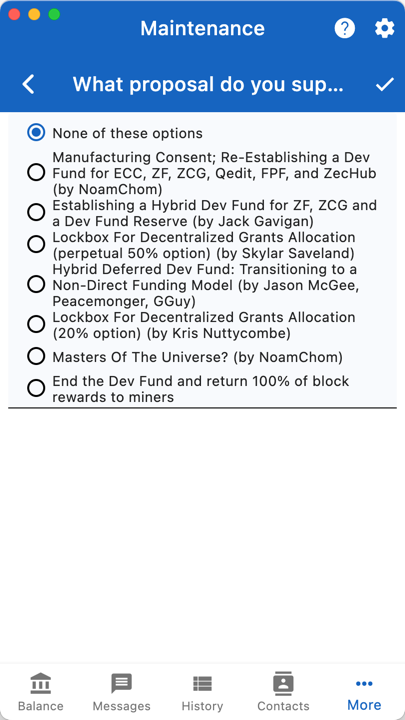 Maintenance
What proposal do you sup...
None of these options
Manufacturing Consent; Re-Establishing a Dev
Fund for ECC, ZF, ZCG, Qedit, FPF, and ZecHub
(by NoamChom)
Establishing a Hybrid Dev Fund for ZF, ZCG and
a Dev Fund Reserve (by Jack Gavigan)
Lockbox For Decentralized Grants Allocation
(perpetual 50% option) (by Skylar Saveland)
Hybrid Deferred Dev Fund: Transitioning to a
Non-Direct Funding Model (by Jason McGee,
Peacemonger, GGuy)
Lockbox For Decentralized Grants Allocation
(20% option) (by Kris Nuttycombe)
Masters Of The Universe? (by NoamChom)
End the Dev Fund and return 100% of block
rewards to miners
Balance Messages History Contacts More